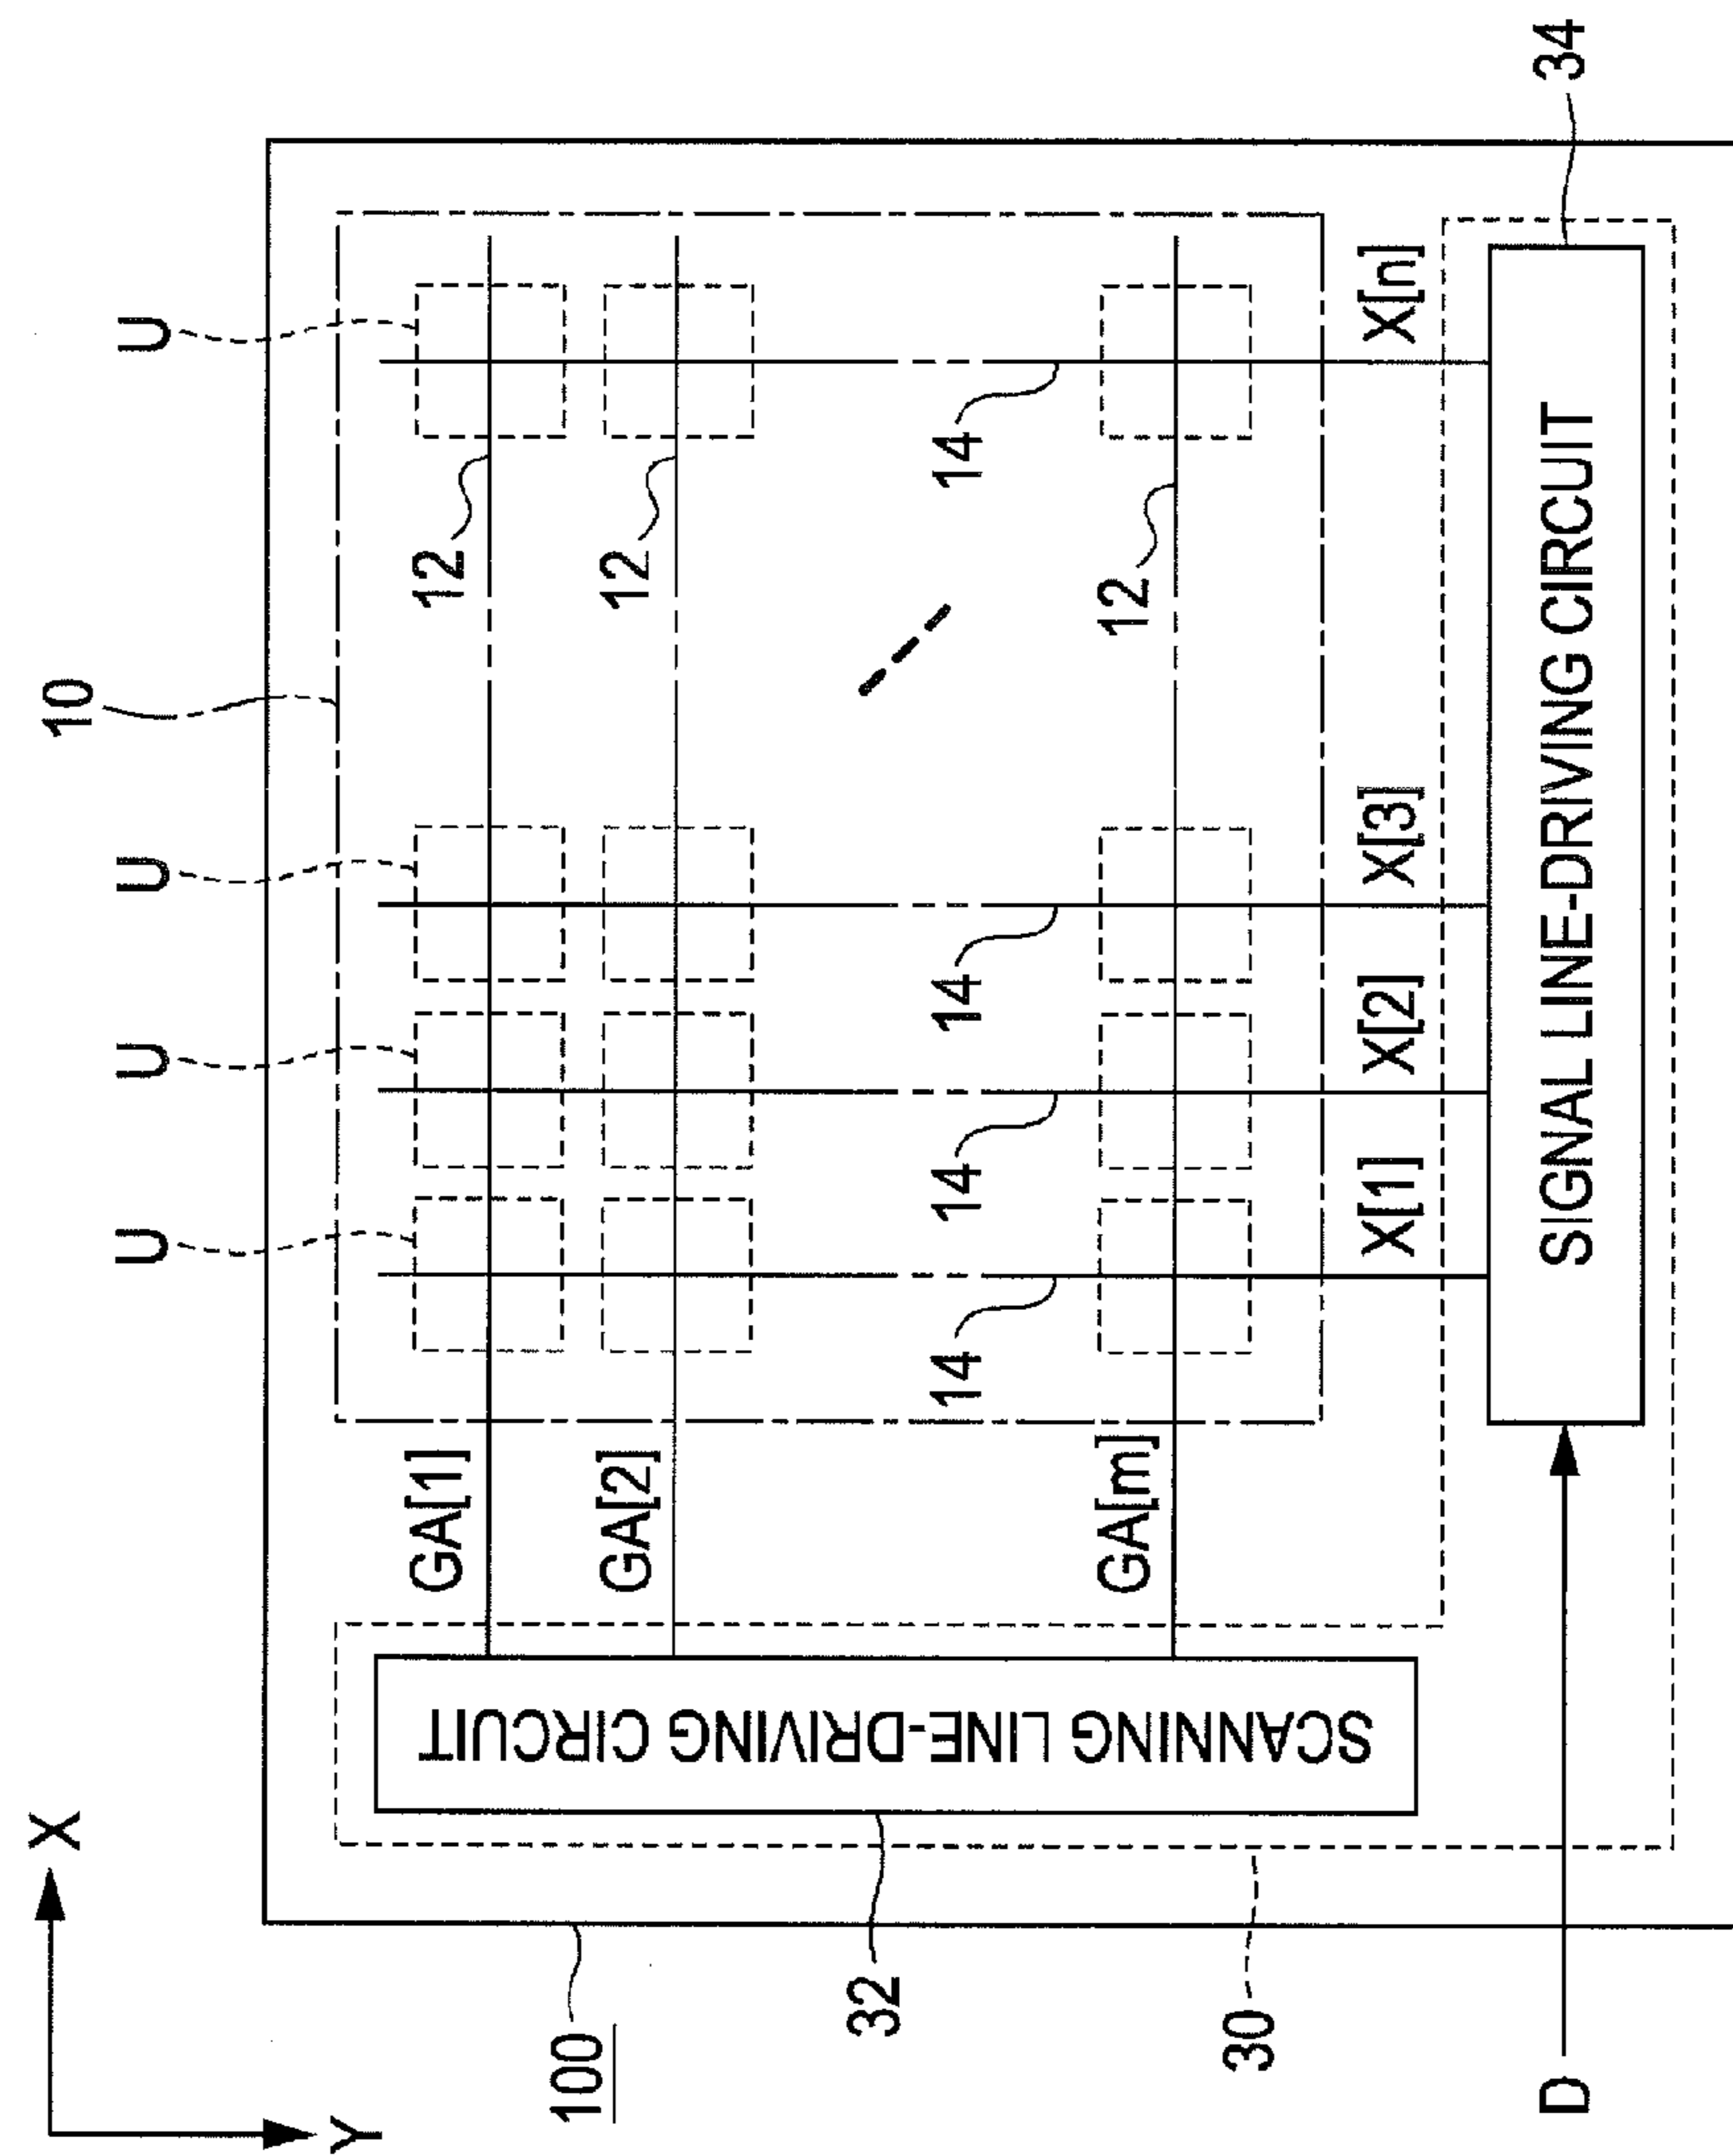 X
Y
100
10
U
U
U
U
GA[1]
12
GA[2]
12
SCANNING LINE-DRIVING CIRCUIT
32
14
14
14
14
GA[m]
12
30
X[1]
X[2]
X[3]
X[n]
D
SIGNAL LINE-DRIVING CIRCUIT
34